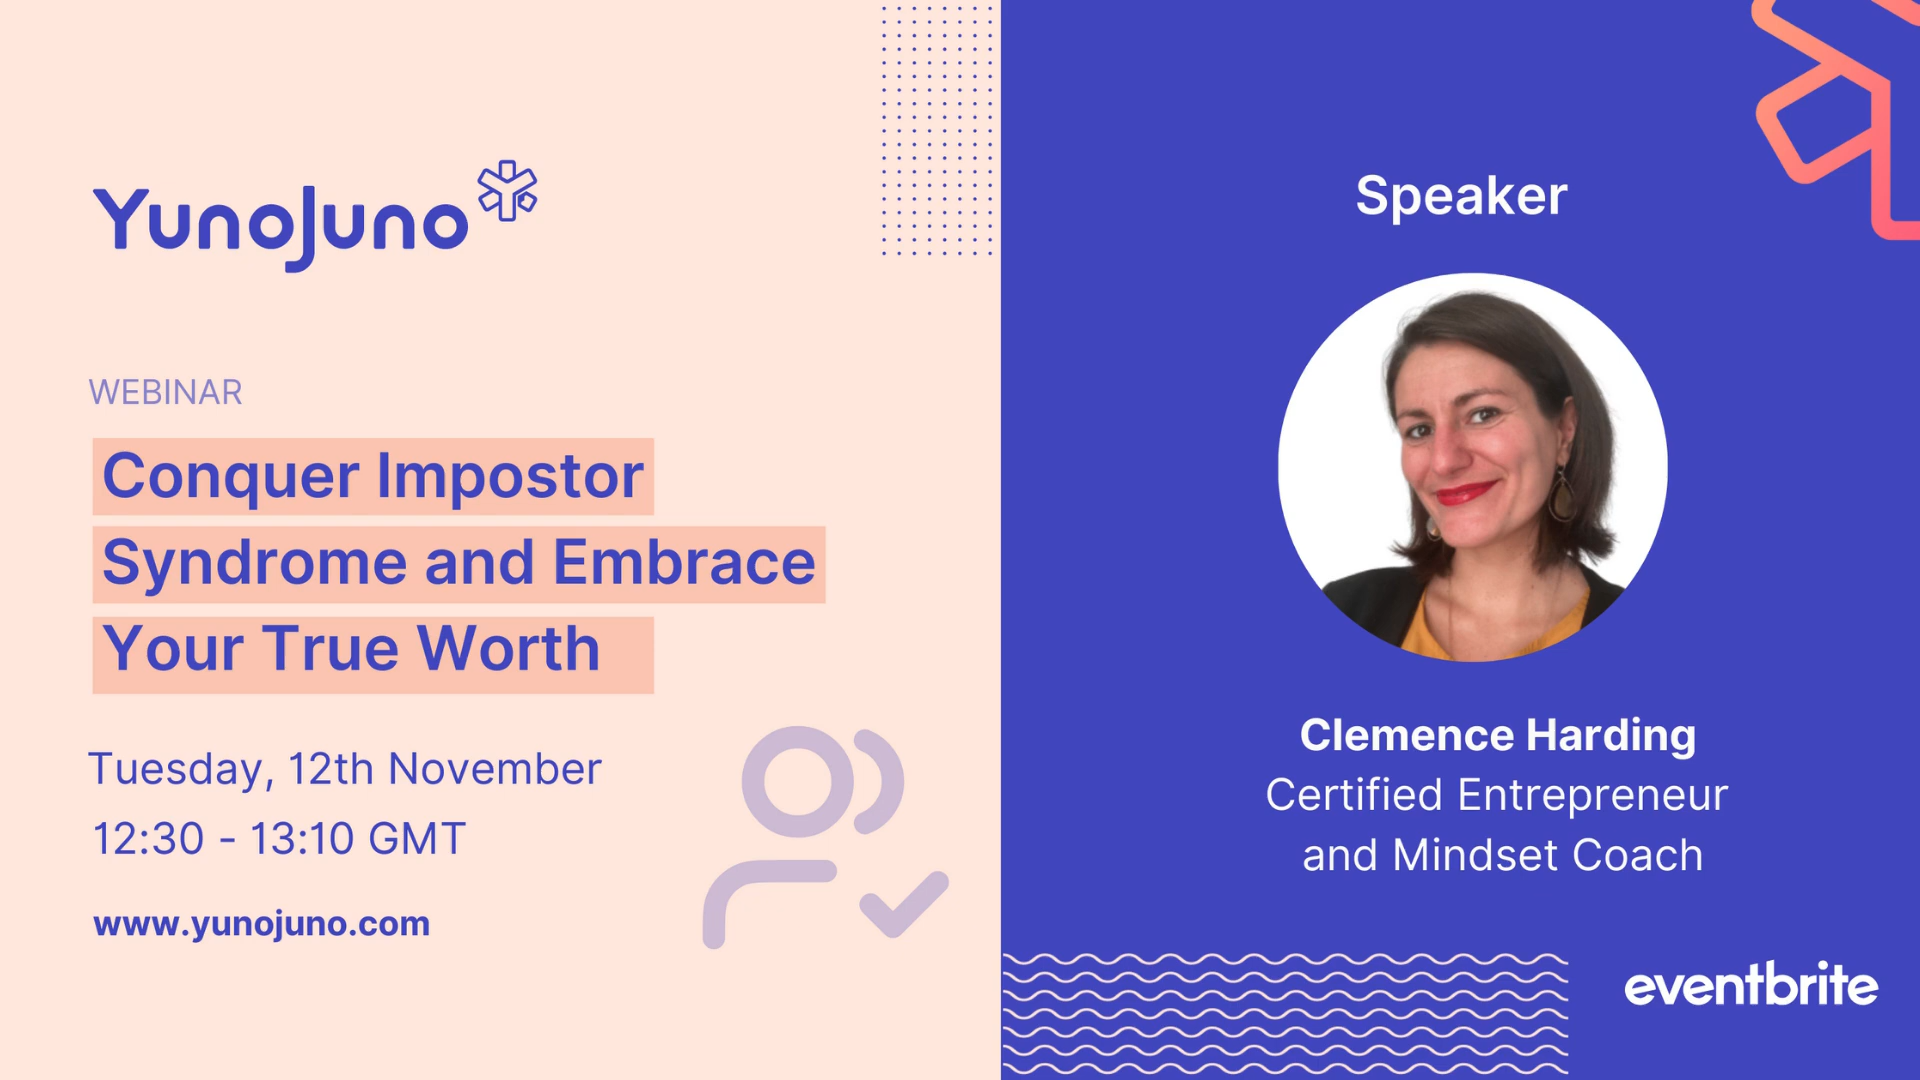 YunoJuno
WEBINAR
Conquer Impostor
Syndrome and Embrace
Your True Worth
Tuesday, 12th November
12:30 - 13:10 GMT
www.yunojuno.com
Speaker
Clemence Harding
Certified Entrepreneur
and Mindset Coach
eventbrite